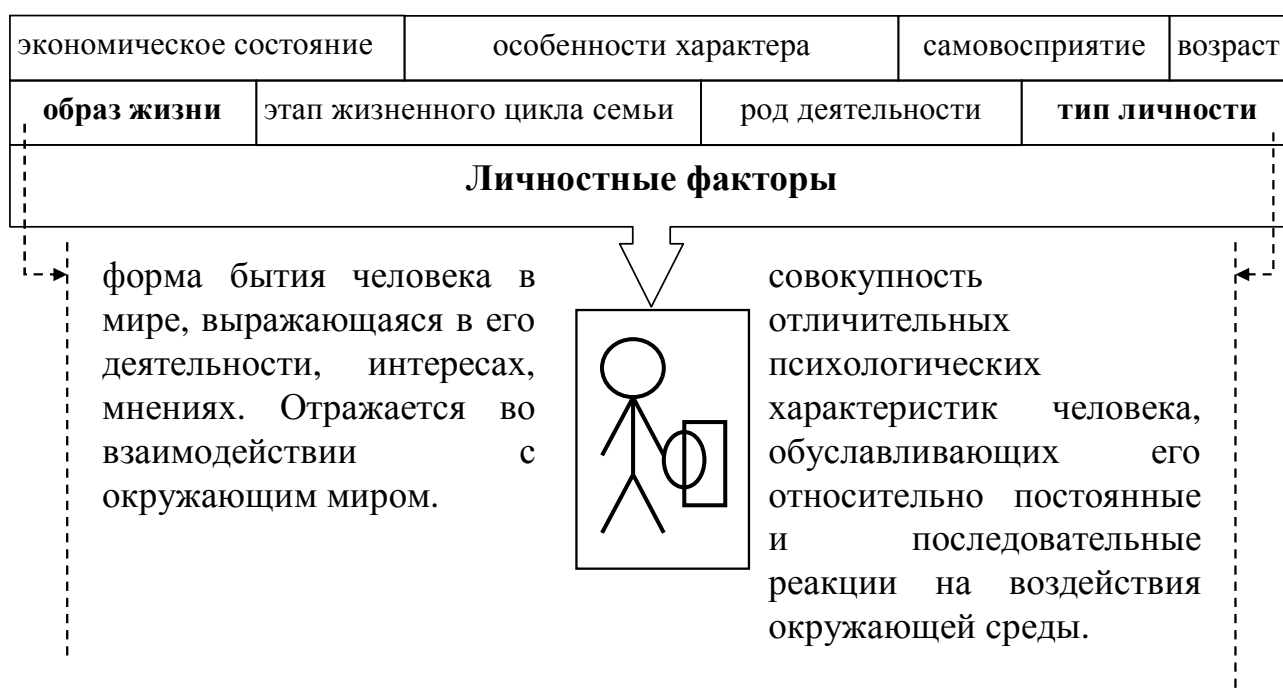 экономическое состояние особенности характера самовосприятие возраст
образ жизни этап жизненного цикла семьи род деятельности тип личности
Личностные факторы
форма бытия человека в
мире, выражающаяся в его
деятельности, интересах,
мнениях. Отражается во
взаимодействии с
окружающим миром.
совокупность
отличительных
психологических
характеристик человека,
обуславливающих его
относительно постоянные
и последовательные
реакции на воздействия
окружающей среды.